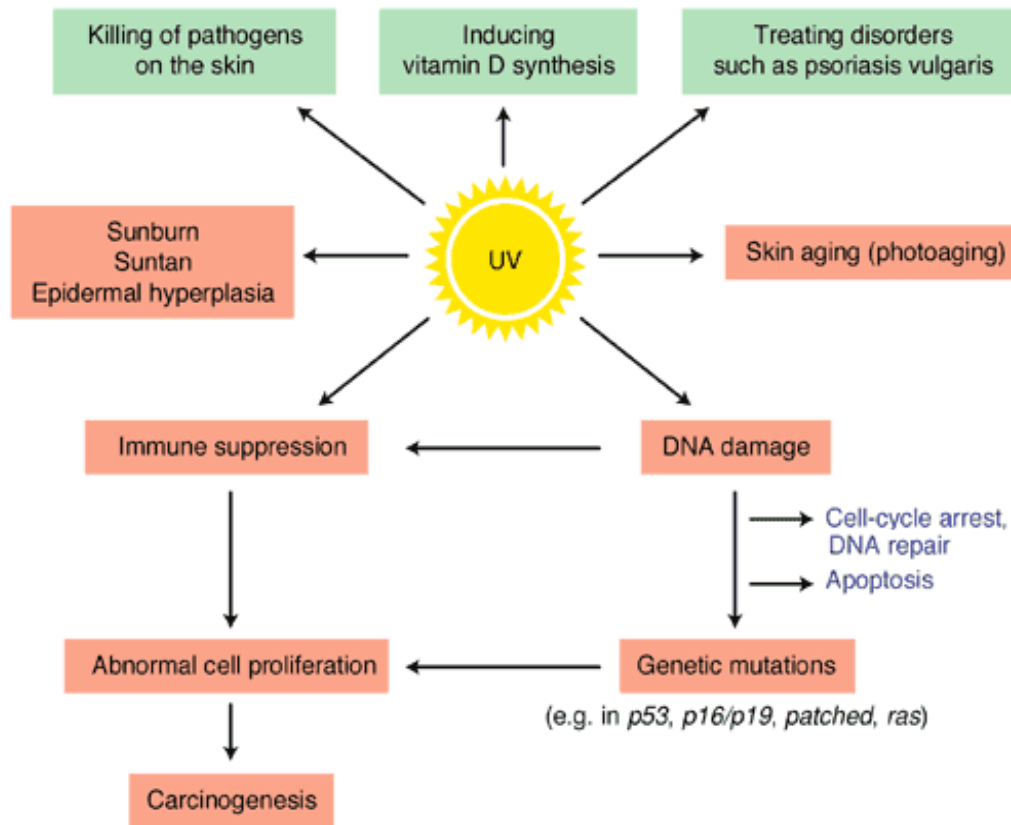 Killing of pathogens
on the skin
Inducing
vitamin D synthesis
Treating disorders
such as psoriasis vulgaris
Sunburn
Suntan
Epidermal hyperplasia
UV
Skin aging (photoaging)
Immune suppression
DNA damage
Cell-cycle arrest,
DNA repair
Apoptosis
Abnormal cell proliferation
Genetic mutations
(e.g. in p53, p16/p19, patched, ras)
Carcinogenesis